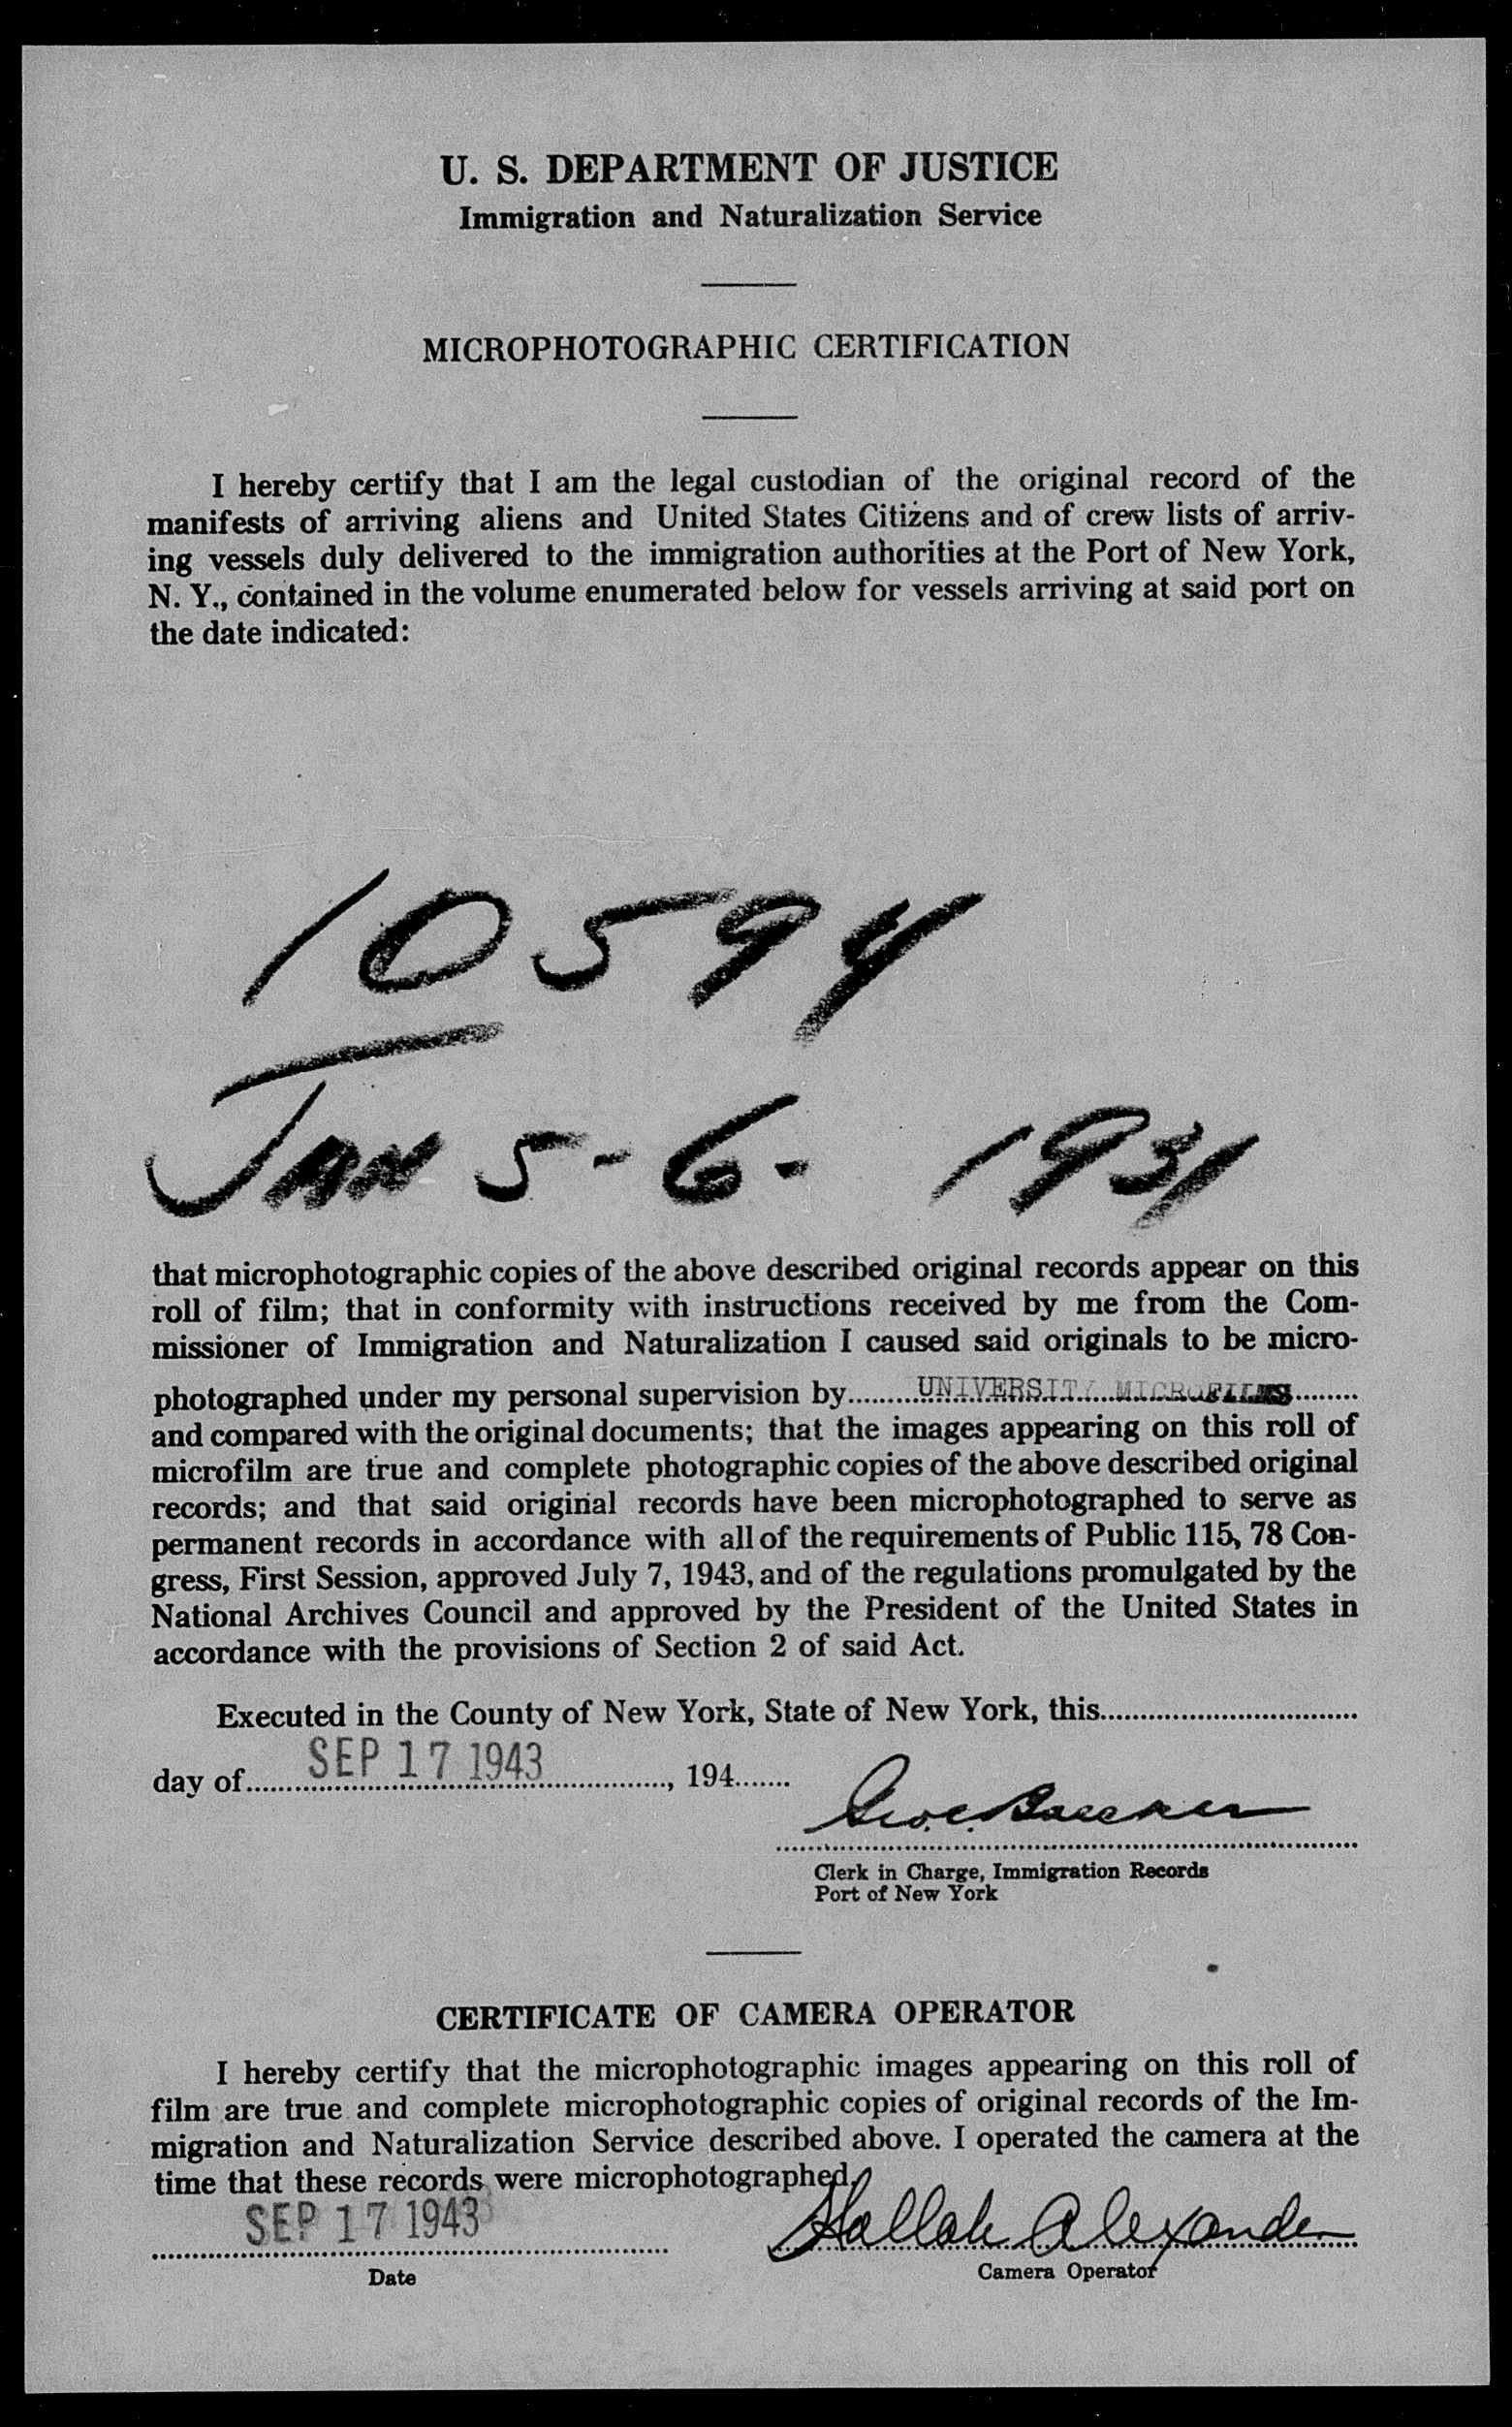 U. S. DEPARTMENT OF JUSTICE
Immigration and Naturalization Service
MICROPHOTOGRAPHIC CERTIFICATION
I hereby certify that I am the legal custodian of the original record of the
manifests of arriving aliens and United States Citizens and of crew lists of arriv-
ing vessels duly delivered to the immigration authorities at the Port of New York,
N. Y., contained in the volume enumerated below for vessels arriving at said port on
the date indicated:
10594
JAN 5-6- 1931
that microphotographic copies of the above described original records appear on this
roll of film; that in conformity with instructions received by me from the Com-
missioner of Immigration and Naturalization I caused said originals to be micro-
photographed under my personal supervision by UNIVERSITY MICROFILMS
and compared with the original documents; that the images appearing on this roll of
microfilm are true and complete photographic copies of the above described original
records; and that said original records have been microphotographed to serve as
permanent records in accordance with all of the requirements of Public 115, 78 Con-
gress, First Session, approved July 7, 1943, and of the regulations promulgated by the
National Archives Council and approved by the President of the United States in
accordance with the provisions of Section 2 of said Act.
Executed in the County of New York, State of New York, this
day of SEP 17 1943, 194
Clerk in Charge, Immigration Records
Port of New York
CERTIFICATE OF CAMERA OPERATOR
I hereby certify that the microphotographic images appearing on this roll of
film are true and complete microphotographic copies of original records of the Im-
migration and Naturalization Service described above. I operated the camera at the
time that these records were microphotographed.
SEP 17 1943 Alexander
Date Camera Operator